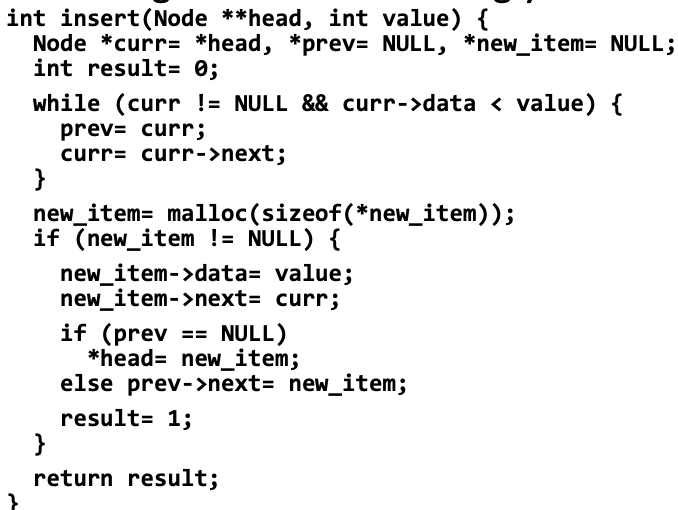 int insert(Node **head, int value) {
  Node *curr= *head, *prev= NULL, *new_item= NULL;
  int result= 0;
  while (curr != NULL && curr->data < value) {
    prev= curr;
    curr= curr->next;
  }
  new_item= malloc(sizeof(*new_item));
  if (new_item != NULL) {
    new_item->data= value;
    new_item->next= curr;
    if (prev == NULL)
      *head= new_item;
    else prev->next= new_item;
    result= 1;
  }
  return result;
}